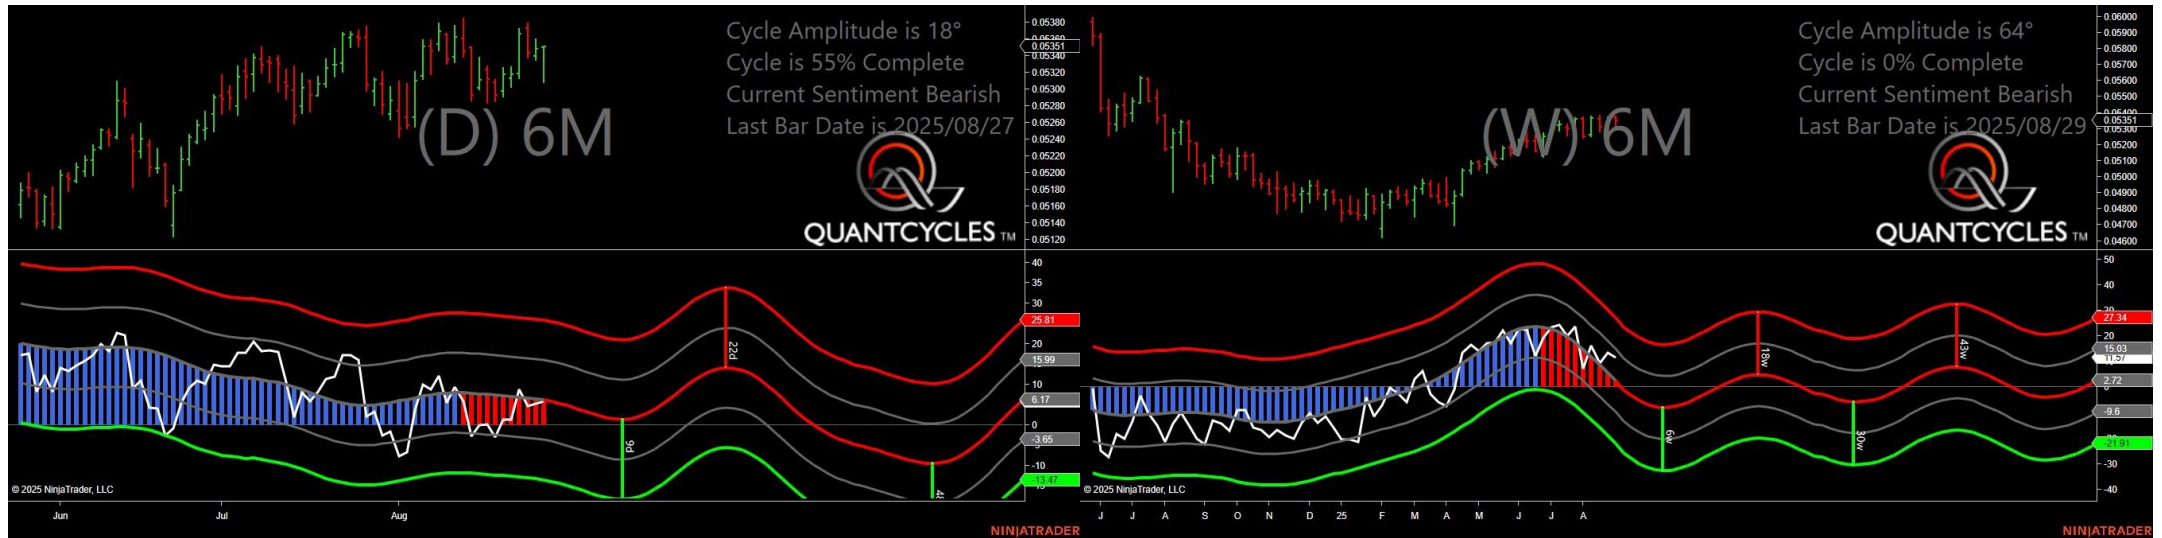 Cycle Amplitude is 18°
Cycle is 55% Complete
Current Sentiment Bearish
Last Bar Date is 2025/08/27
(D) 6M
QUANTCYCLES TM
0.05380
0.05351
0.05340
0.05320
0.05300
0.05280
0.05260
0.05240
0.05220
0.05200
0.05180
0.05160
0.05140
0.05120
40
35
30
25.81
20
15.99
10
6.17
0
-3.65
-10
-13.47
22d
9d
© 2025 NinjaTrader, LLC
Jun Jul Aug
NINJATRADER
Cycle Amplitude is 64°
Cycle is 0% Complete
Current Sentiment Bearish
Last Bar Date is 2025/08/29
(W) 6M
QUANTCYCLES TM
0.06000
0.05900
0.05800
0.05700
0.05600
0.05500
0.05351
0.05300
0.05200
0.05100
0.05000
0.04900
0.04800
0.04700
0.04600
50
40
27.34
20
15.03
11.57
2.72
-9.6
-21.91
-30
-40
6w
18w
30w
43w
© 2025 NinjaTrader, LLC
J J A S O N D 25 F M A M J J A
NINJATRADER